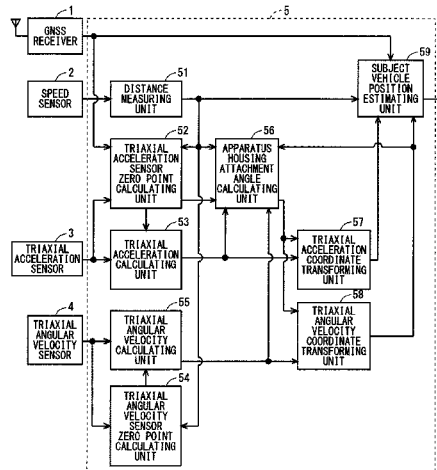 1
GNSS
RECEIVER
5
2
SPEED
SENSOR
51
DISTANCE
MEASURING
UNIT
59
SUBJECT
VEHICLE
POSITION
ESTIMATING
UNIT
52
TRIAXIAL
ACCELERATION
SENSOR
ZERO POINT
CALCULATING
UNIT
56
APPARATUS
HOUSING
ATTACHMENT
ANGLE
CALCULATING
UNIT
3
TRIAXIAL
ACCELERATION
SENSOR
53
TRIAXIAL
ACCELERATION
CALCULATING
UNIT
57
TRIAXIAL
ACCELERATION
COORDINATE
TRANSFORMING
UNIT
4
TRIAXIAL
ANGULAR
VELOCITY
SENSOR
55
TRIAXIAL
ANGULAR
VELOCITY
CALCULATING
UNIT
58
TRIAXIAL
ANGULAR
VELOCITY
COORDINATE
TRANSFORMING
UNIT
54
TRIAXIAL
ANGULAR
VELOCITY
SENSOR
ZERO POINT
CALCULATING
UNIT